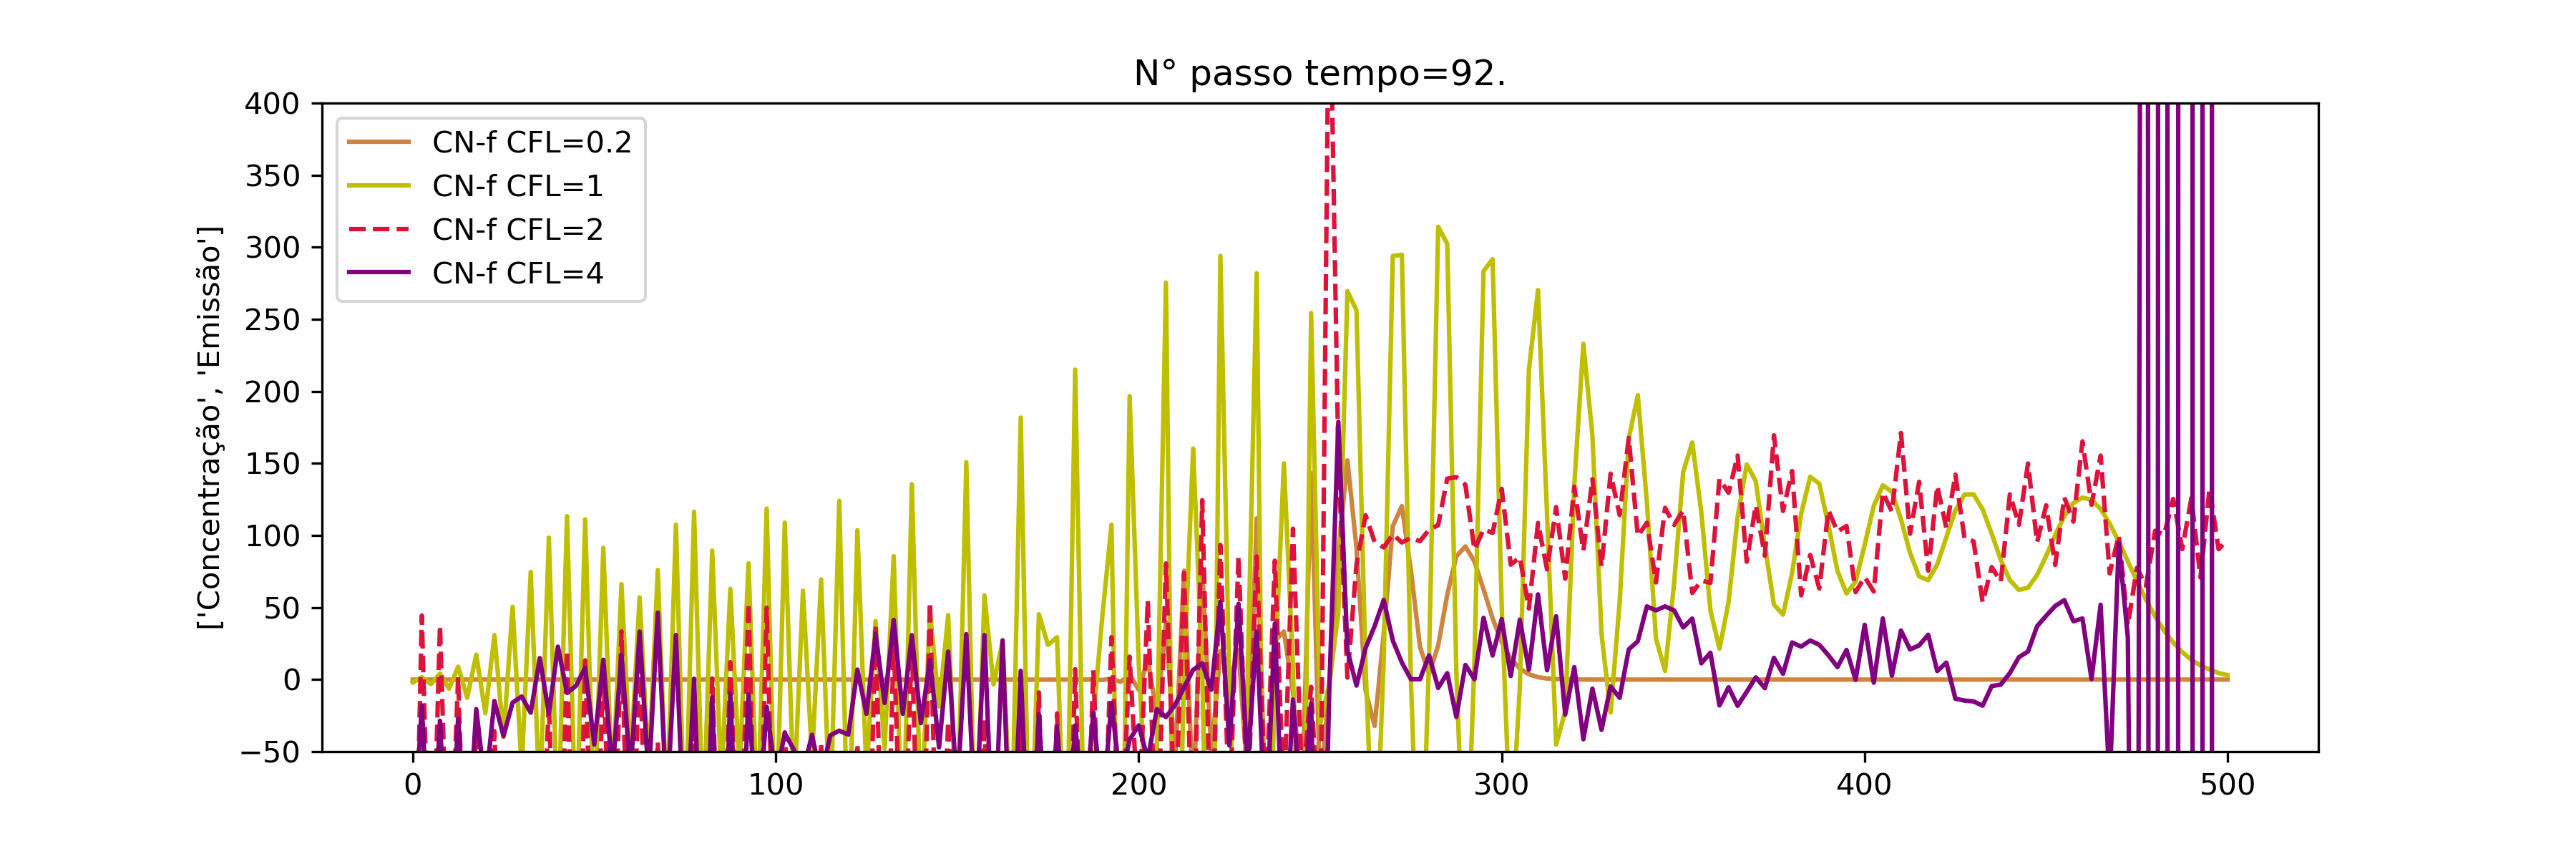 N° passo tempo=92.
['Concentração', 'Emissão']
400
350
300
250
200
150
100
50
0
−50
CN-f CFL=0.2
CN-f CFL=1
CN-f CFL=2
CN-f CFL=4
0 100 200 300 400 500